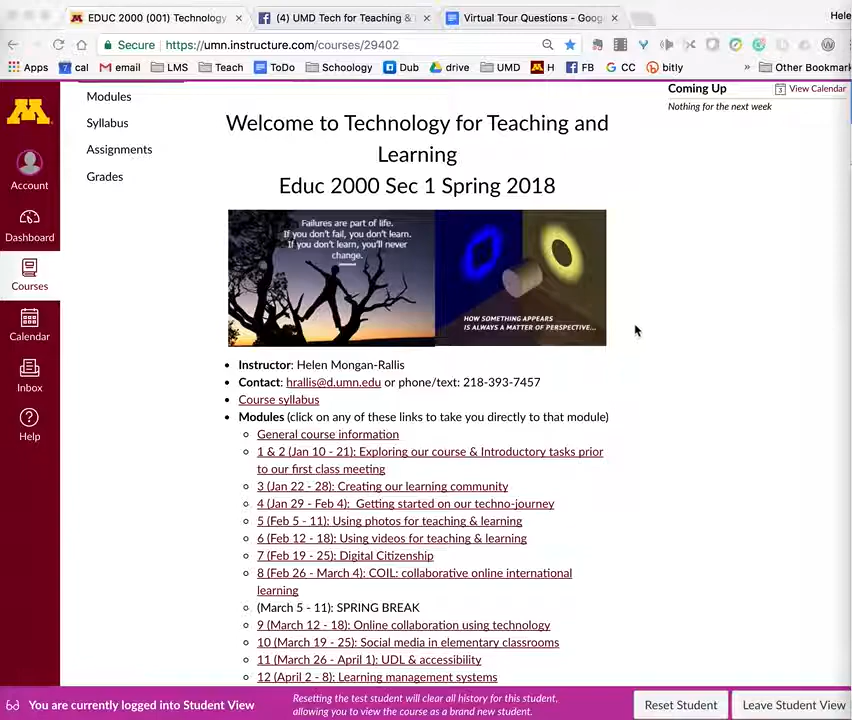 EDUC 2000 (001) Technology
(4) UMD Tech for Teaching &
Virtual Tour Questions - Goog
Hele
Secure
https://umn.instructure.com/courses/29402
Apps
cal
email
LMS
Teach
ToDo
Schoology
Dub
drive
UMD
H
FB
CC
bitly
»
Other Bookmark
Modules
Syllabus
Assignments
Grades
Account
Dashboard
Courses
Calendar
Inbox
Help
Welcome to Technology for Teaching and
Learning
Educ 2000 Sec 1 Spring 2018
Failures are part of life.
If you don't fail, you don't learn.
If you don't learn, you'll never
change.
HOW SOMETHING APPEARS
IS ALWAYS A MATTER OF PERSPECTIVE...
Instructor: Helen Mongan-Rallis
Contact: hrallis@d.umn.edu or phone/text: 218-393-7457
Course syllabus
Modules (click on any of these links to take you directly to that module)
General course information
1 & 2 (Jan 10 - 21): Exploring our course & Introductory tasks prior
to our first class meeting
3 (Jan 22 - 28): Creating our learning community
4 (Jan 29 - Feb 4): Getting started on our techno-journey
5 (Feb 5 - 11): Using photos for teaching & learning
6 (Feb 12 - 18): Using videos for teaching & learning
7 (Feb 19 - 25): Digital Citizenship
8 (Feb 26 - March 4): COIL: collaborative online international
learning
(March 5 - 11): SPRING BREAK
9 (March 12 - 18): Online collaboration using technology
10 (March 19 - 25): Social media in elementary classrooms
11 (March 26 - April 1): UDL & accessibility
12 (April 2 - 8): Learning management systems
Coming Up
View Calendar
Nothing for the next week
You are currently logged into Student View
Resetting the test student will clear all history for this student,
allowing you to view the course as a brand new student.
Reset Student
Leave Student View